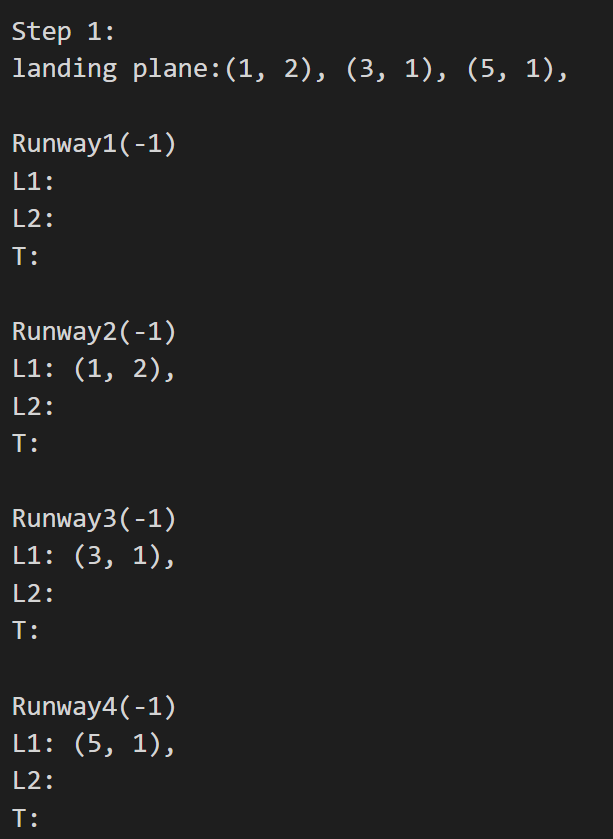 Step 1:
landing plane:(1, 2), (3, 1), (5, 1),
Runway1(-1)
L1:
L2:
T:
Runway2(-1)
L1: (1, 2),
L2:
T:
Runway3(-1)
L1: (3, 1),
L2:
T:
Runway4(-1)
L1: (5, 1),
L2:
T: